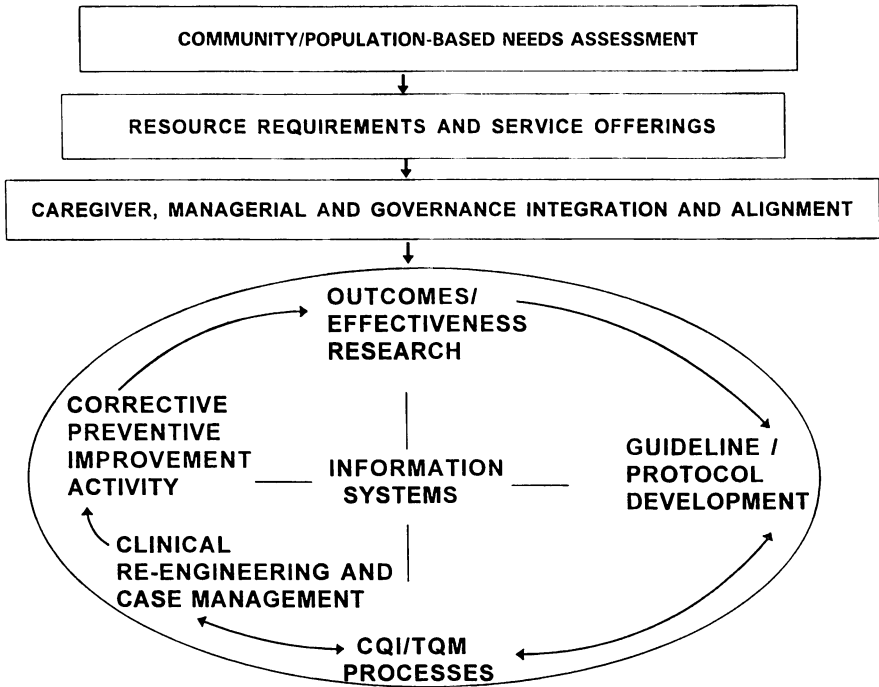 COMMUNITY/POPULATION-BASED NEEDS ASSESSMENT
RESOURCE REQUIREMENTS AND SERVICE OFFERINGS
CAREGIVER, MANAGERIAL AND GOVERNANCE INTEGRATION AND ALIGNMENT
OUTCOMES/
EFFECTIVENESS
RESEARCH
CORRECTIVE
PREVENTIVE
IMPROVEMENT
ACTIVITY
INFORMATION
SYSTEMS
GUIDELINE /
PROTOCOL
DEVELOPMENT
CLINICAL
RE-ENGINEERING AND
CASE MANAGEMENT
CQI/TQM
PROCESSES